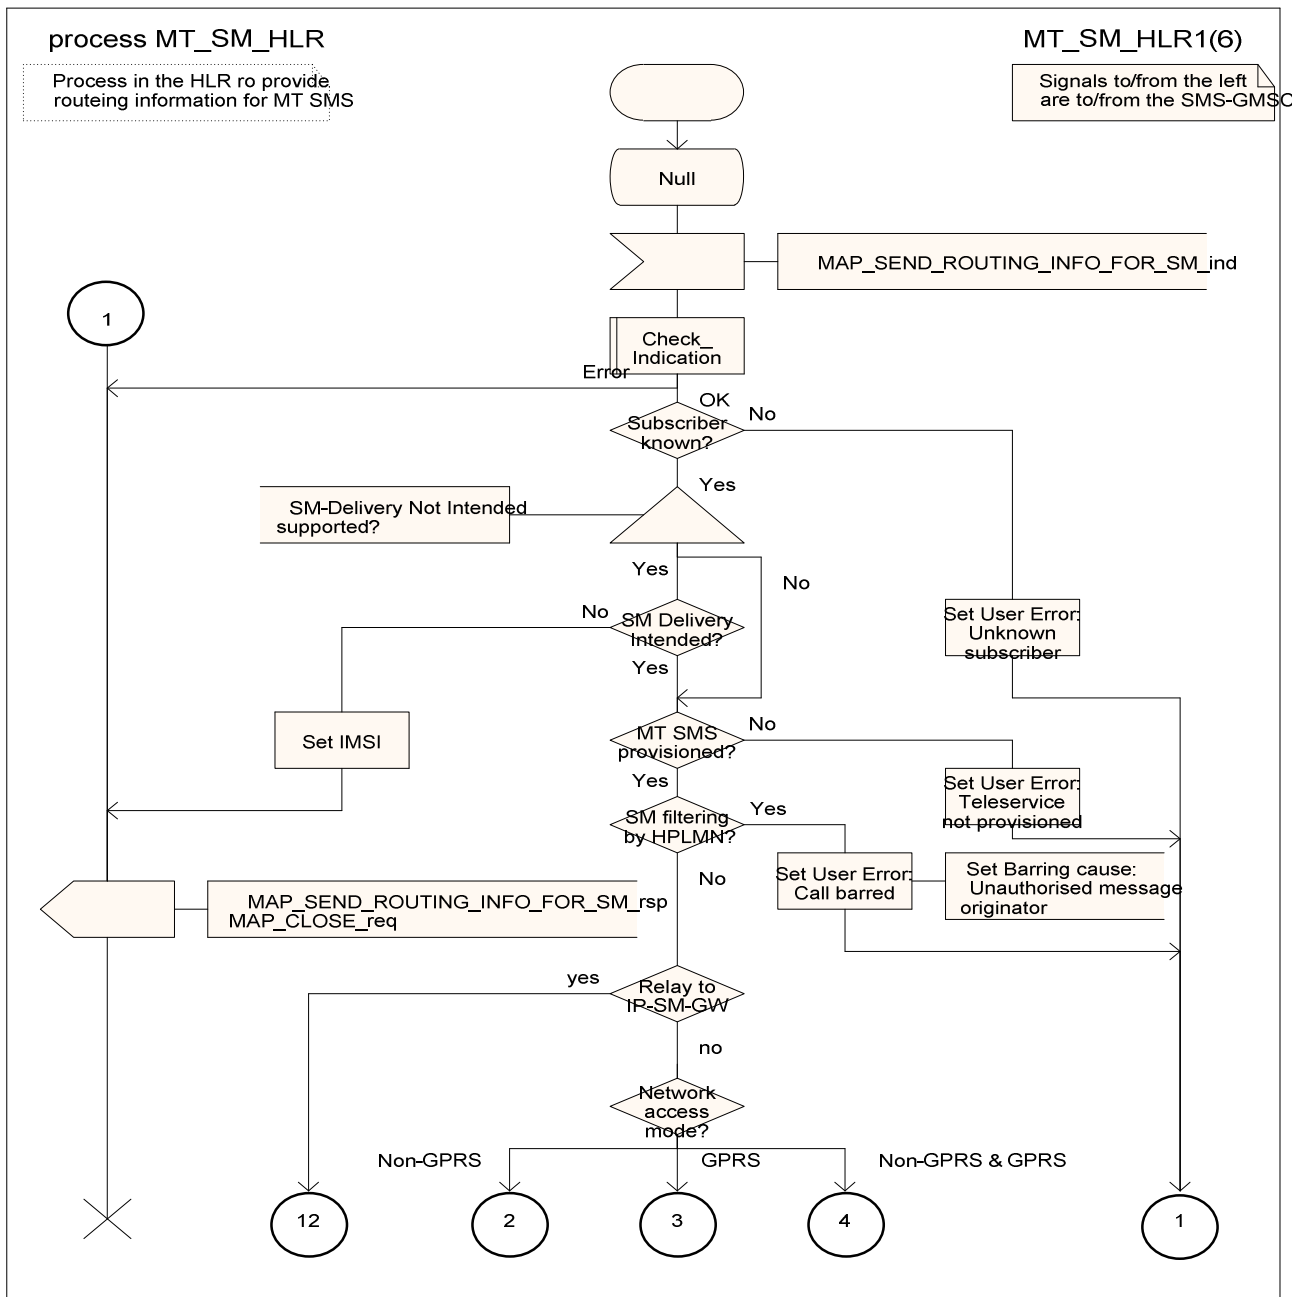 process MT_SM_HLR
MT_SM_HLR1(6)
Process in the HLR ro provide
routeing information for MT SMS
Signals to/from the left
are to/from the SMS-GMSC
Null
MAP_SEND_ROUTING_INFO_FOR_SM_ind
1
Check_
Indication
Error
OK
Subscriber
known?
No
Yes
SM-Delivery Not Intended
supported?
Yes
No
SM Delivery
Intended?
No
Yes
Set User Error:
Unknown
subscriber
Set IMSI
MT SMS
provisioned?
No
Yes
Set User Error:
Teleservice
not provisioned
SM filtering
by HPLMN?
Yes
No
Set User Error:
Call barred
Set Barring cause:
Unauthorised message
originator
MAP_SEND_ROUTING_INFO_FOR_SM_rsp
MAP_CLOSE_req
Relay to
IP-SM-GW
yes
no
Network
access
mode?
Non-GPRS
GPRS
Non-GPRS & GPRS
12
2
3
4
1